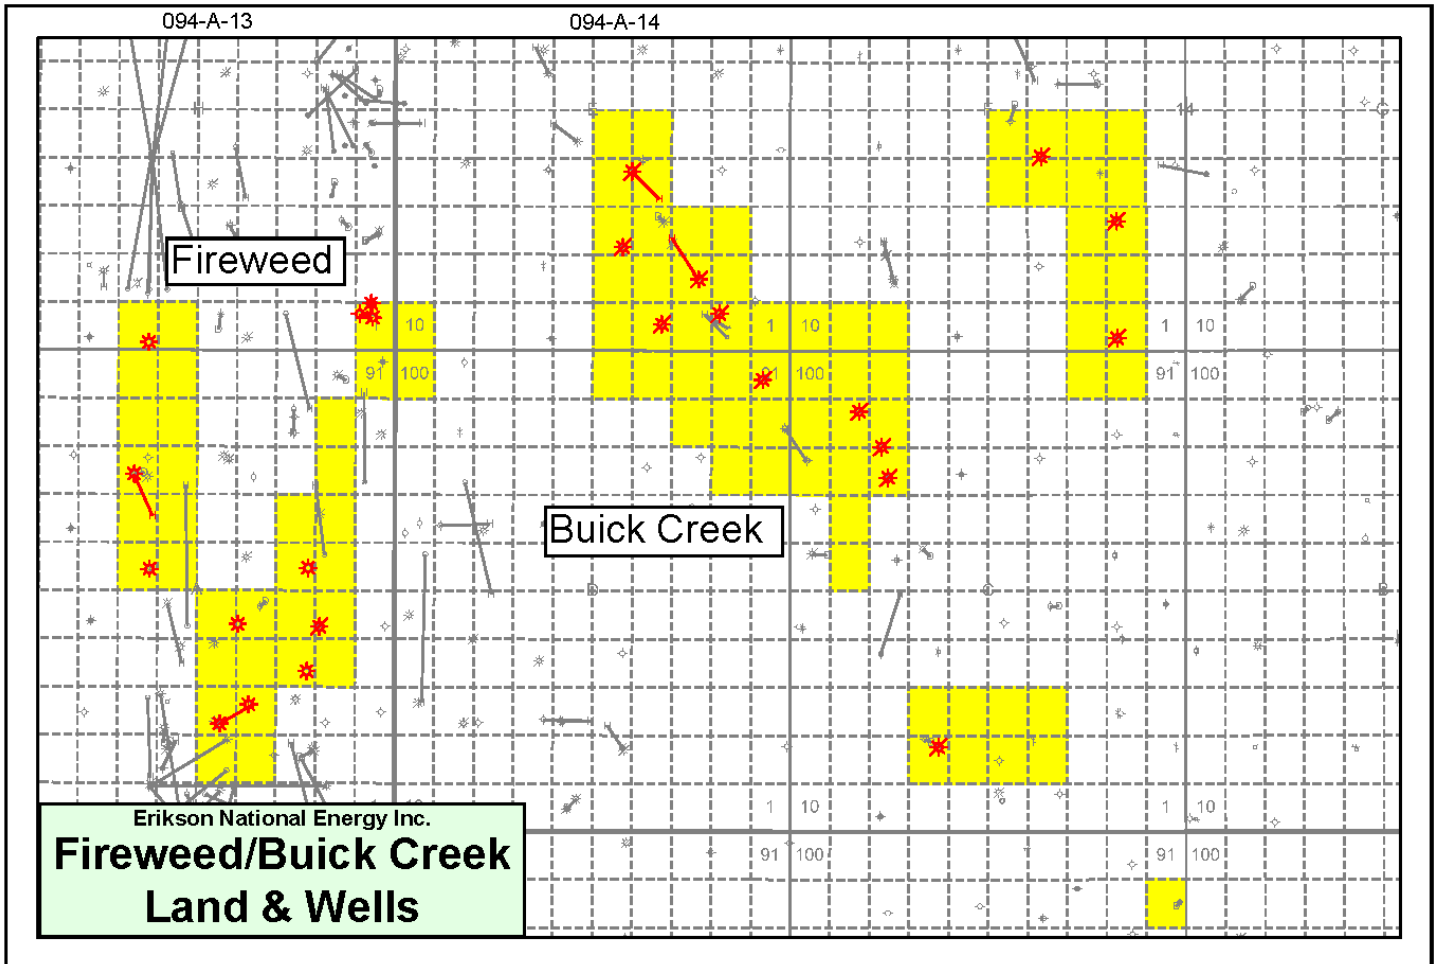 094-A-13 094-A-14
14
Fireweed
10 1 10 1 10
91 100 91 100 91 100
Buick Creek
1 10 1 10
91 100 91 100
Erikson National Energy Inc.
Fireweed/Buick Creek
Land & Wells